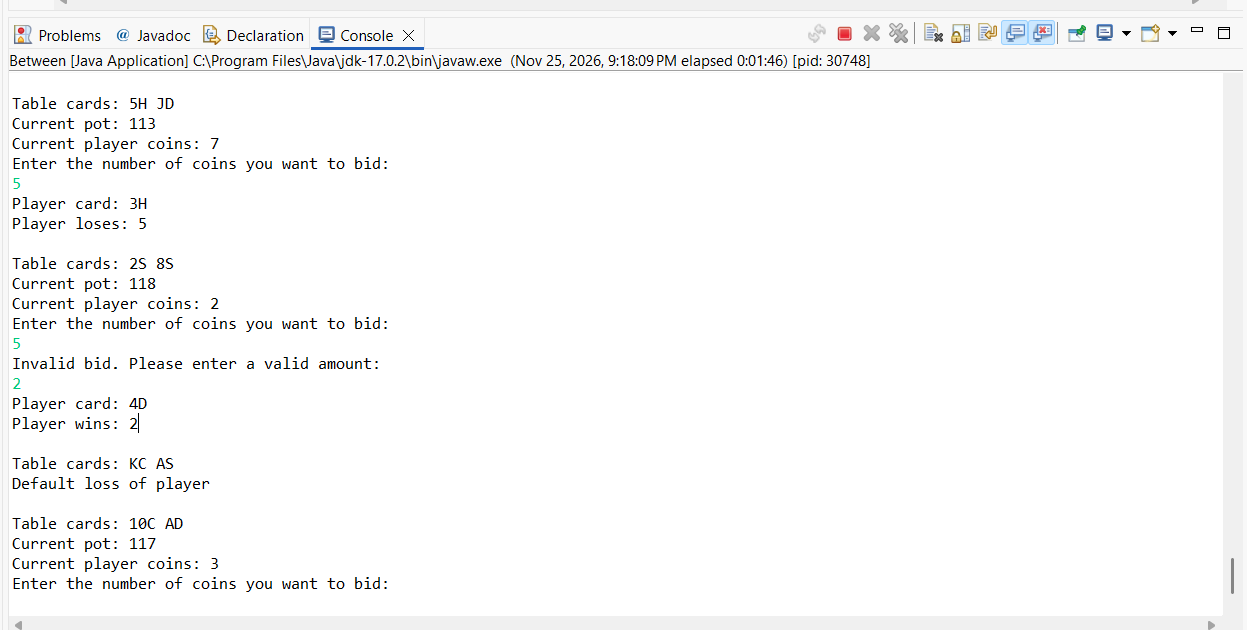 Problems @ Javadoc Declaration Console
Between [Java Application] C:\Program Files\Java\jdk-17.0.2\bin\javaw.exe (Nov 25, 2026, 9:18:09 PM elapsed 0:01:46) [pid: 30748]
Table cards: 5H JD
Current pot: 113
Current player coins: 7
Enter the number of coins you want to bid:
5
Player card: 3H
Player loses: 5
Table cards: 2S 8S
Current pot: 118
Current player coins: 2
Enter the number of coins you want to bid:
5
Invalid bid. Please enter a valid amount:
2
Player card: 4D
Player wins: 2
Table cards: KC AS
Default loss of player
Table cards: 10C AD
Current pot: 117
Current player coins: 3
Enter the number of coins you want to bid: